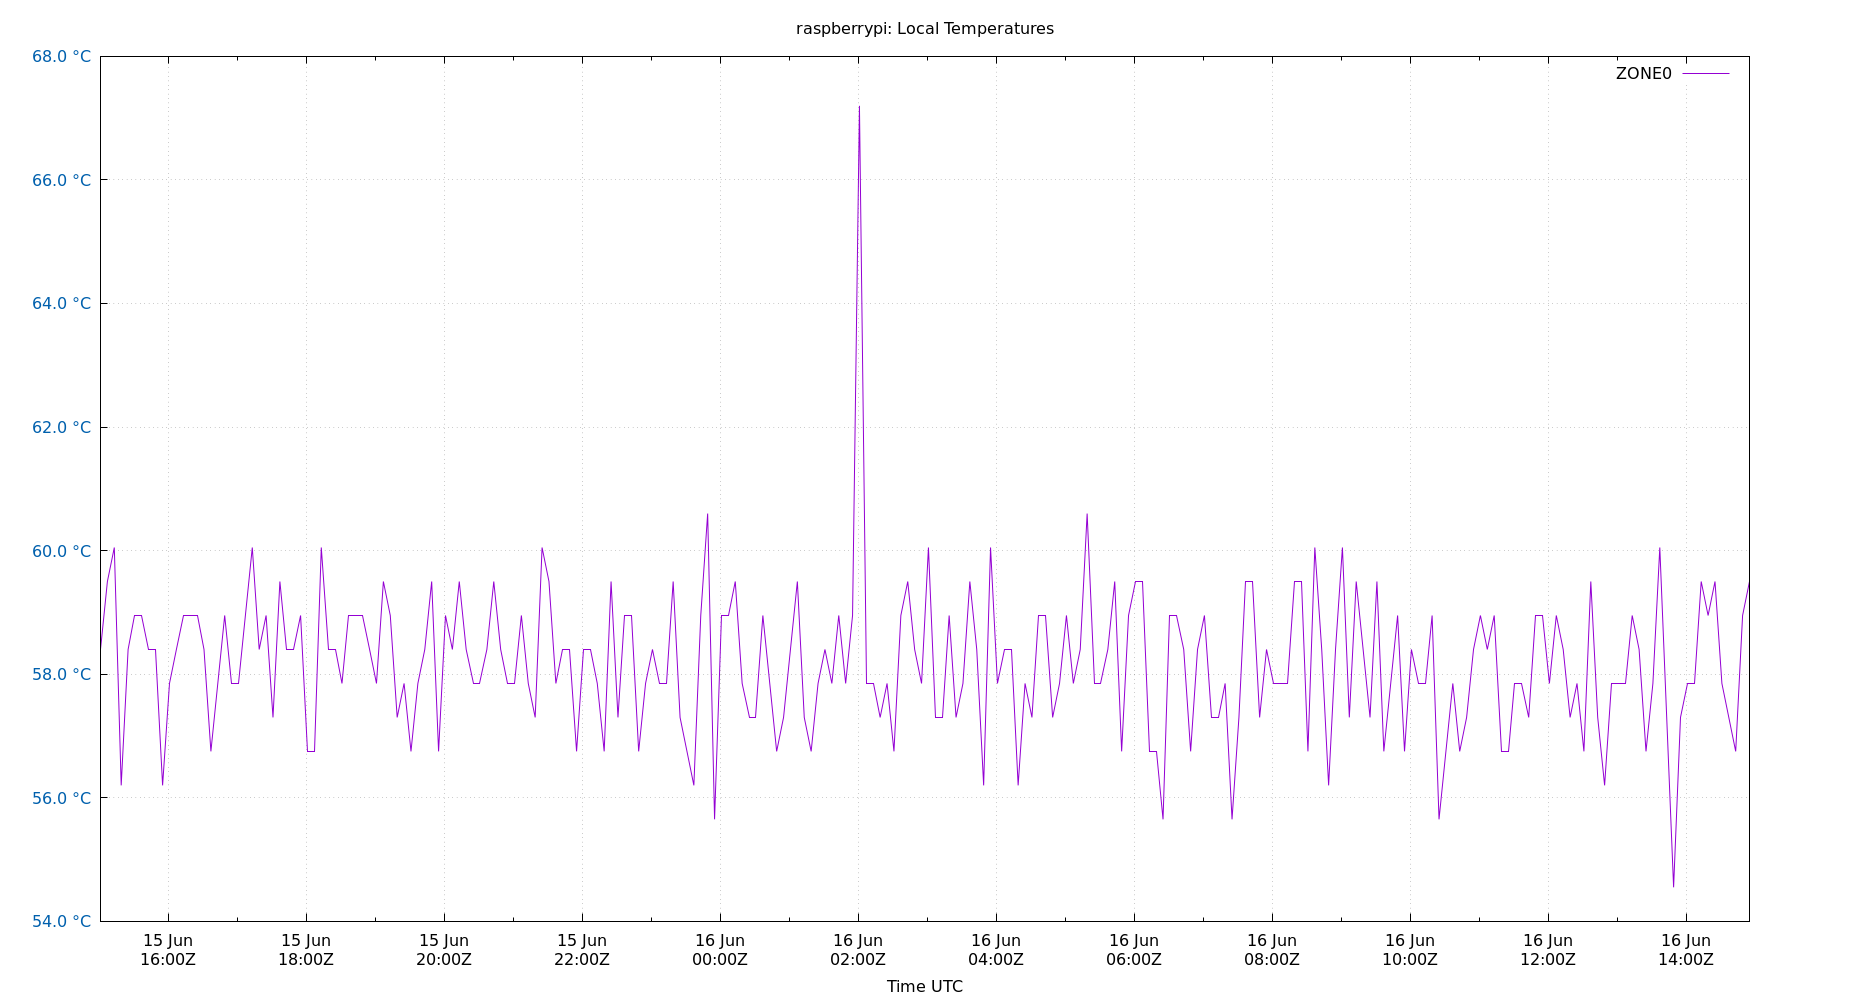 raspberrypi: Local Temperatures
68.0 °C
ZONE0
66.0 °C
64.0 °C
62.0 °C
60.0 °C
58.0 °C
56.0 °C
54.0 °C
15 Jun 15 Jun 15 Jun 15 Jun 16 Jun 16 Jun 16 Jun 16 Jun 16 Jun 16 Jun 16 Jun 16 Jun
16:00Z 18:00Z 20:00Z 22:00Z 00:00Z 02:00Z 04:00Z 06:00Z 08:00Z 10:00Z 12:00Z 14:00Z
Time UTC